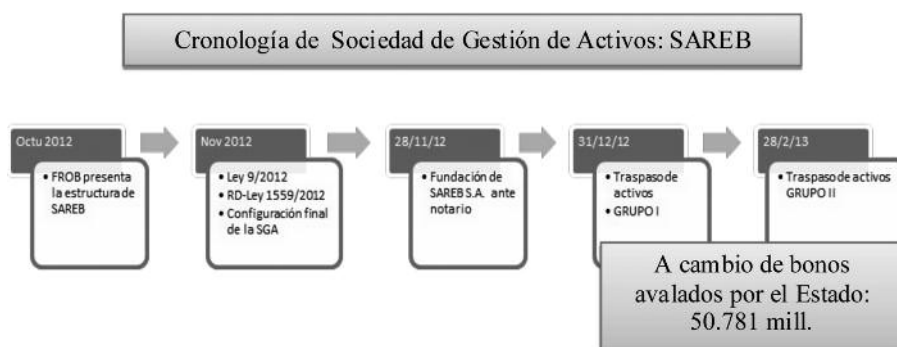 Cronología de Sociedad de Gestión de Activos: SAREB
Octu 2012
• FROB presenta
la estructura de
SAREB
Nov 2012
• Ley 9/2012
• RD-Ley 1559/2012
• Configuración final
de la SGA
28/11/12
• Fundación de
SAREB S.A. ante
notario
31/12/12
• Traspaso de
activos
• GRUPO I
28/2/13
• Traspaso de activos
GRUPO II
A cambio de bonos
avalados por el Estado:
50.781 mill.